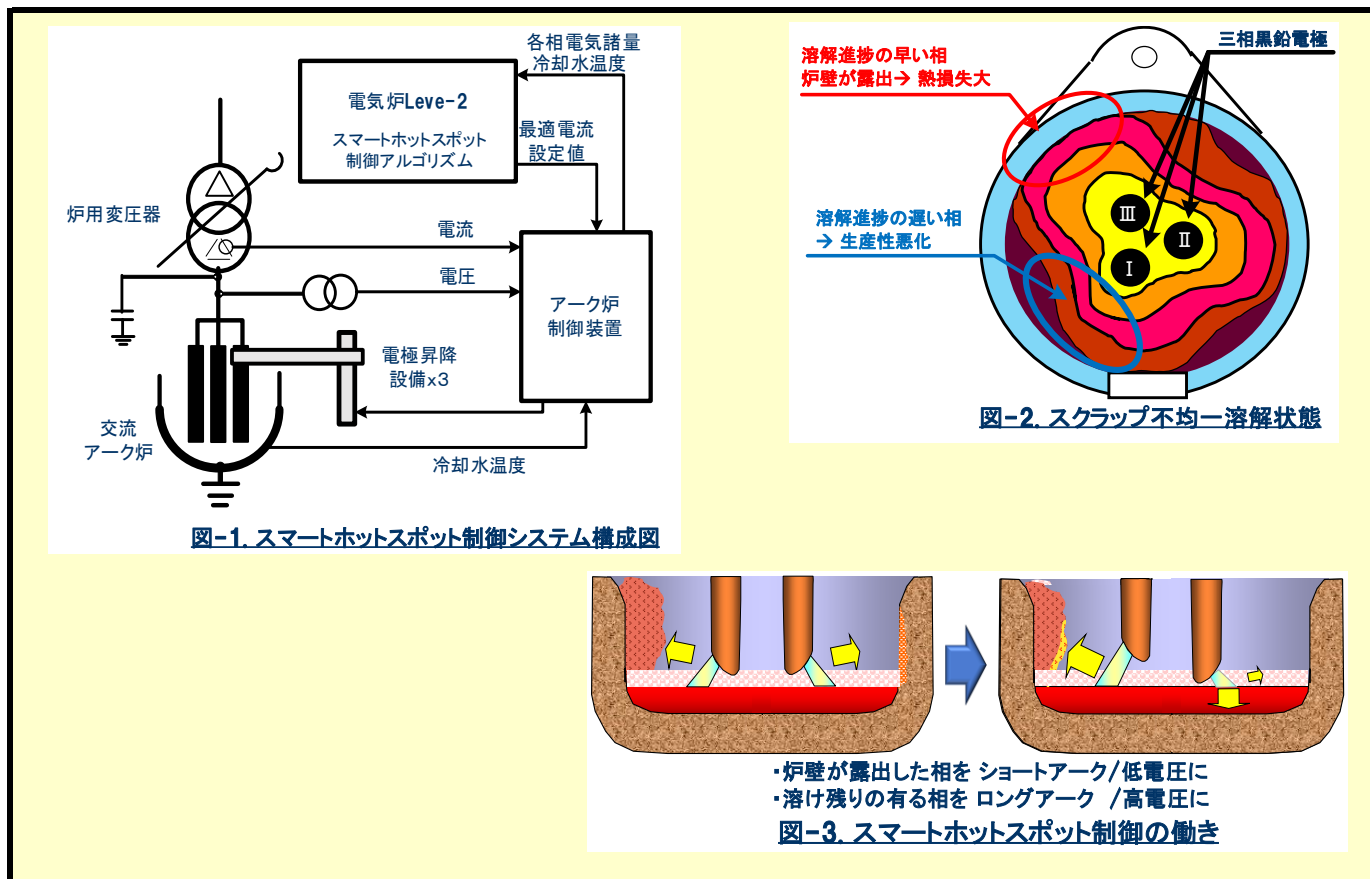 各相電気諸量
冷却水温度
電気炉Leve-2
スマートホットスポット
制御アルゴリズム
最適電流
設定値
炉用変圧器
電流
電圧
アーク炉
制御装置
電極昇降
設備x3
交流
アーク炉
冷却水温度
図-1. スマートホットスポット制御システム構成図
三相黒鉛電極
溶解進捗の早い相
炉壁が露出→ 熱損失大
溶解進捗の遅い相
→ 生産性悪化
Ⅲ
Ⅱ
Ⅰ
図-2. スクラップ不均一溶解状態
・炉壁が露出した相を ショートアーク/低電圧に
・溶け残りの有る相を ロングアーク /高電圧に
図-3. スマートホットスポット制御の働き